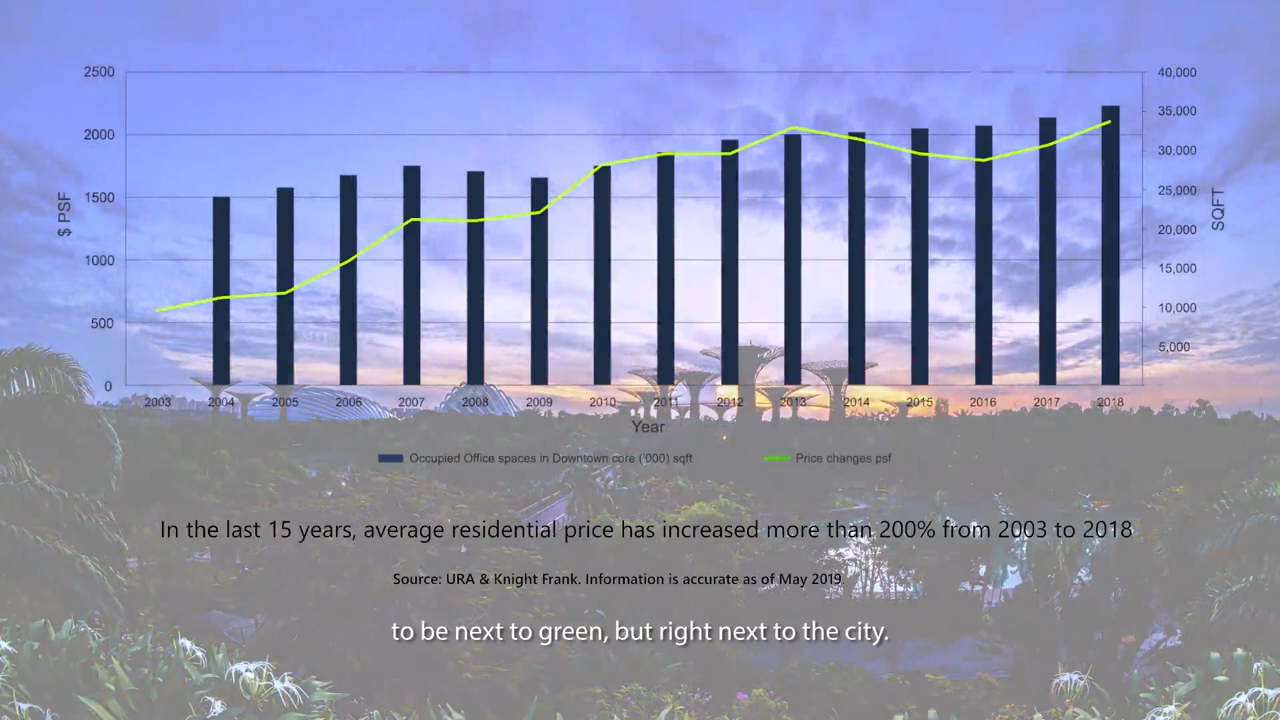 2500
2000
1500
1000
500
0
$ PSF
40,000
35,000
30,000
25,000
20,000
15,000
10,000
5,000
SQFT
2003 2004 2005 2006 2007 2008 2009 2010 2011 2012 2013 2014 2015 2016 2017 2018
Year
Occupied Office spaces in Downtown core ('000) sqft Price changes psf
In the last 15 years, average residential price has increased more than 200% from 2003 to 2018
Source: URA & Knight Frank. Information is accurate as of May 2019.
to be next to green, but right next to the city.